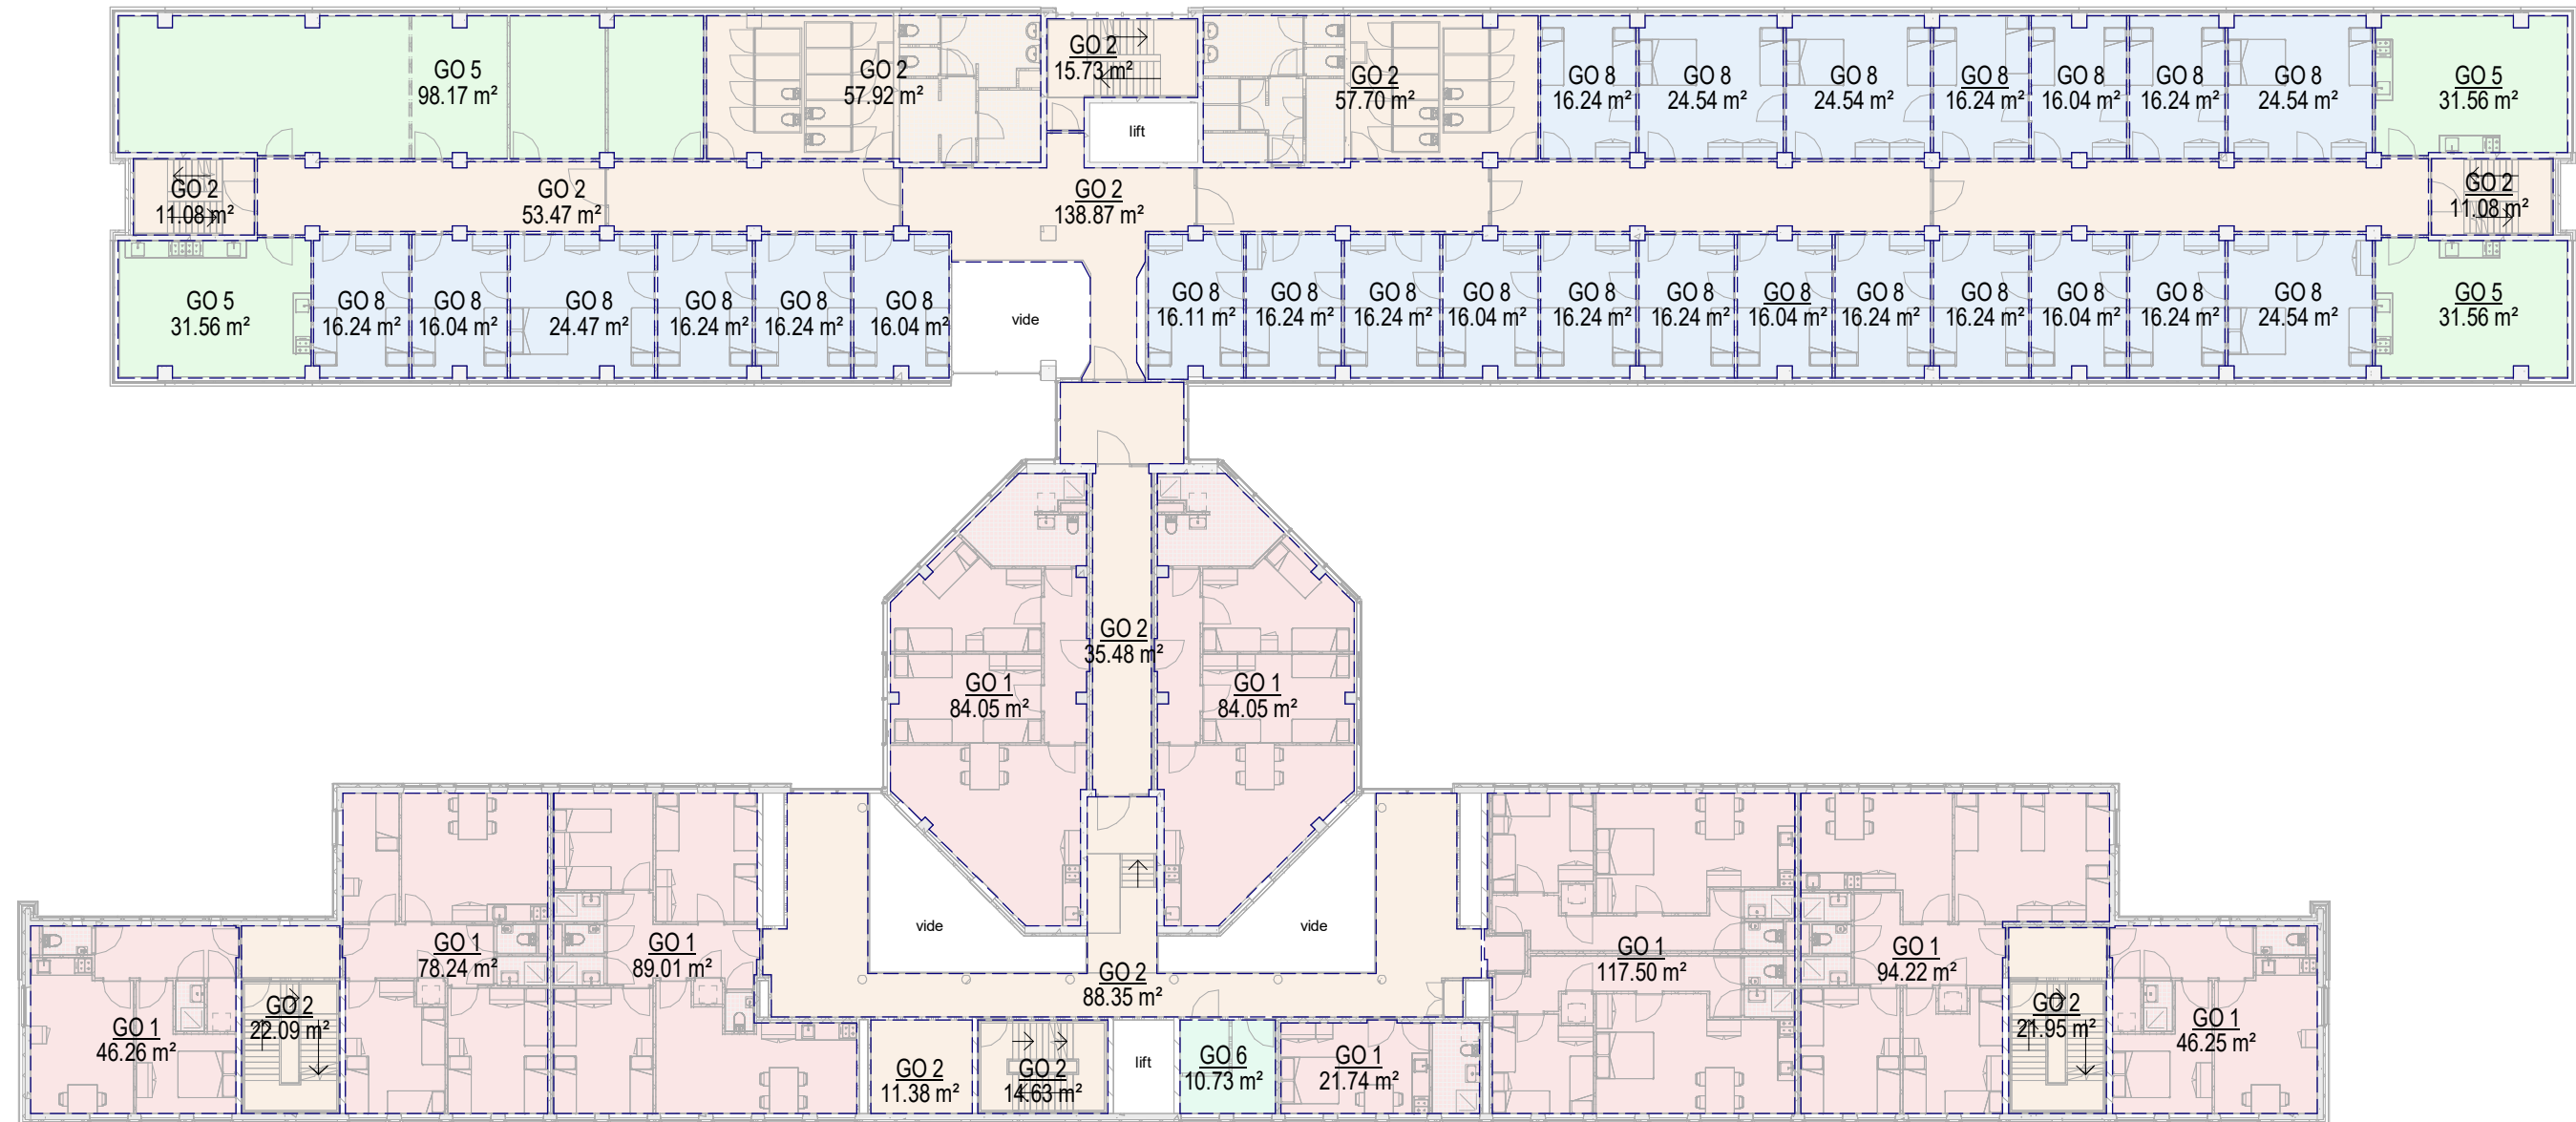 GO 5
98.17 m²
GO 2
57.92 m²
GO 2
15.73 m²
lift
GO 2
57.70 m²
GO 8
16.24 m²
GO 8
24.54 m²
GO 8
24.54 m²
GO 8
16.24 m²
GO 8
16.04 m²
GO 8
16.24 m²
GO 8
24.54 m²
GO 5
31.56 m²
GO 2
11.08 m²
GO 2
53.47 m²
GO 2
138.87 m²
GO 2
11.08 m²
GO 5
31.56 m²
GO 8
16.24 m²
GO 8
16.04 m²
GO 8
24.47 m²
GO 8
16.24 m²
GO 8
16.24 m²
GO 8
16.04 m²
vide
GO 8
16.11 m²
GO 8
16.24 m²
GO 8
16.24 m²
GO 8
16.04 m²
GO 8
16.24 m²
GO 8
16.24 m²
GO 8
16.04 m²
GO 8
16.24 m²
GO 8
16.24 m²
GO 8
16.04 m²
GO 8
16.24 m²
GO 8
24.54 m²
GO 5
31.56 m²
GO 2
35.48 m²
GO 1
84.05 m²
GO 1
84.05 m²
vide
vide
GO 1
78.24 m²
GO 1
89.01 m²
GO 1
117.50 m²
GO 1
94.22 m²
GO 2
88.35 m²
GO 1
46.26 m²
GO 2
22.09 m²
GO 2
21.95 m²
GO 1
46.25 m²
GO 2
11.38 m²
GO 2
14.63 m²
lift
GO 6
10.73 m²
GO 1
21.74 m²